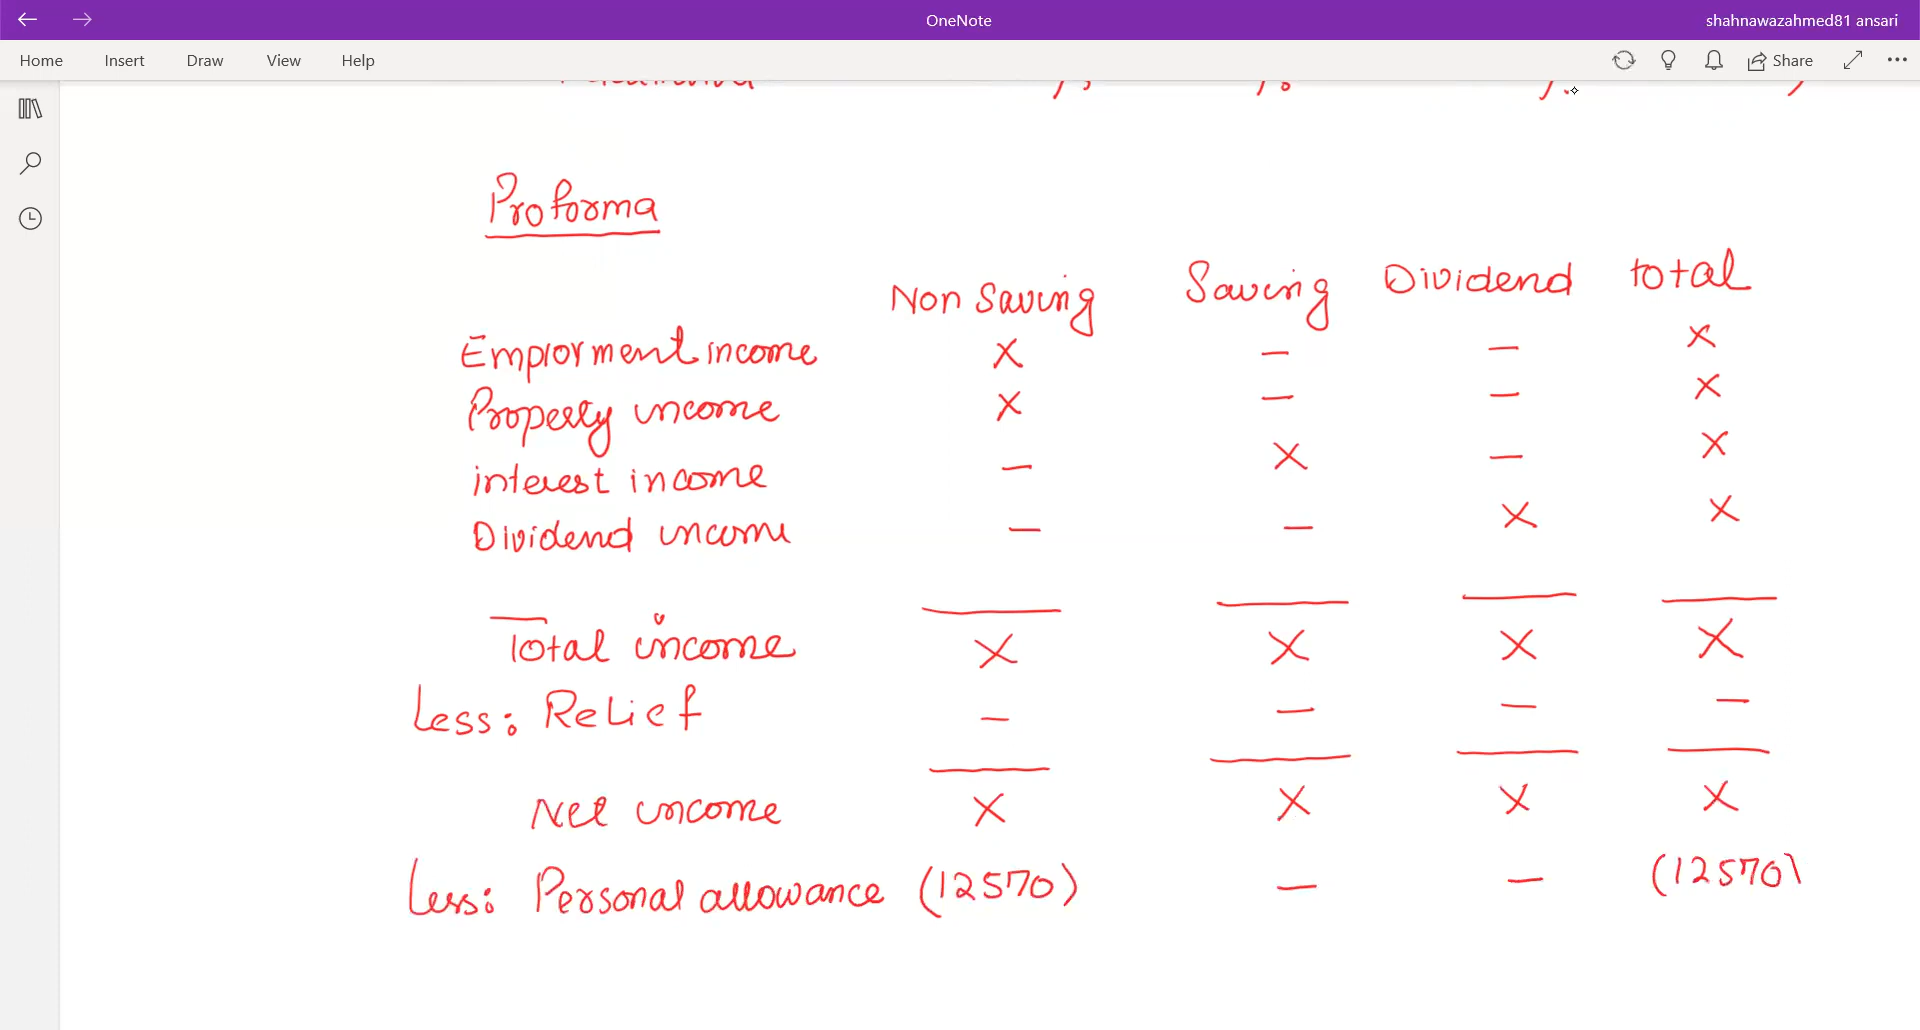 OneNote
shahnawazahmed81 ansari
Home Insert Draw View Help Share
Proforma
Non Saving Saving Dividend total
Employment income X - - X
Property income X - - X
interest income - X - X
Dividend income - - X X
Total income X X X X
Less: Relief - - - -
Net income X X X X
Less: Personal allowance (12570) - - (12570)